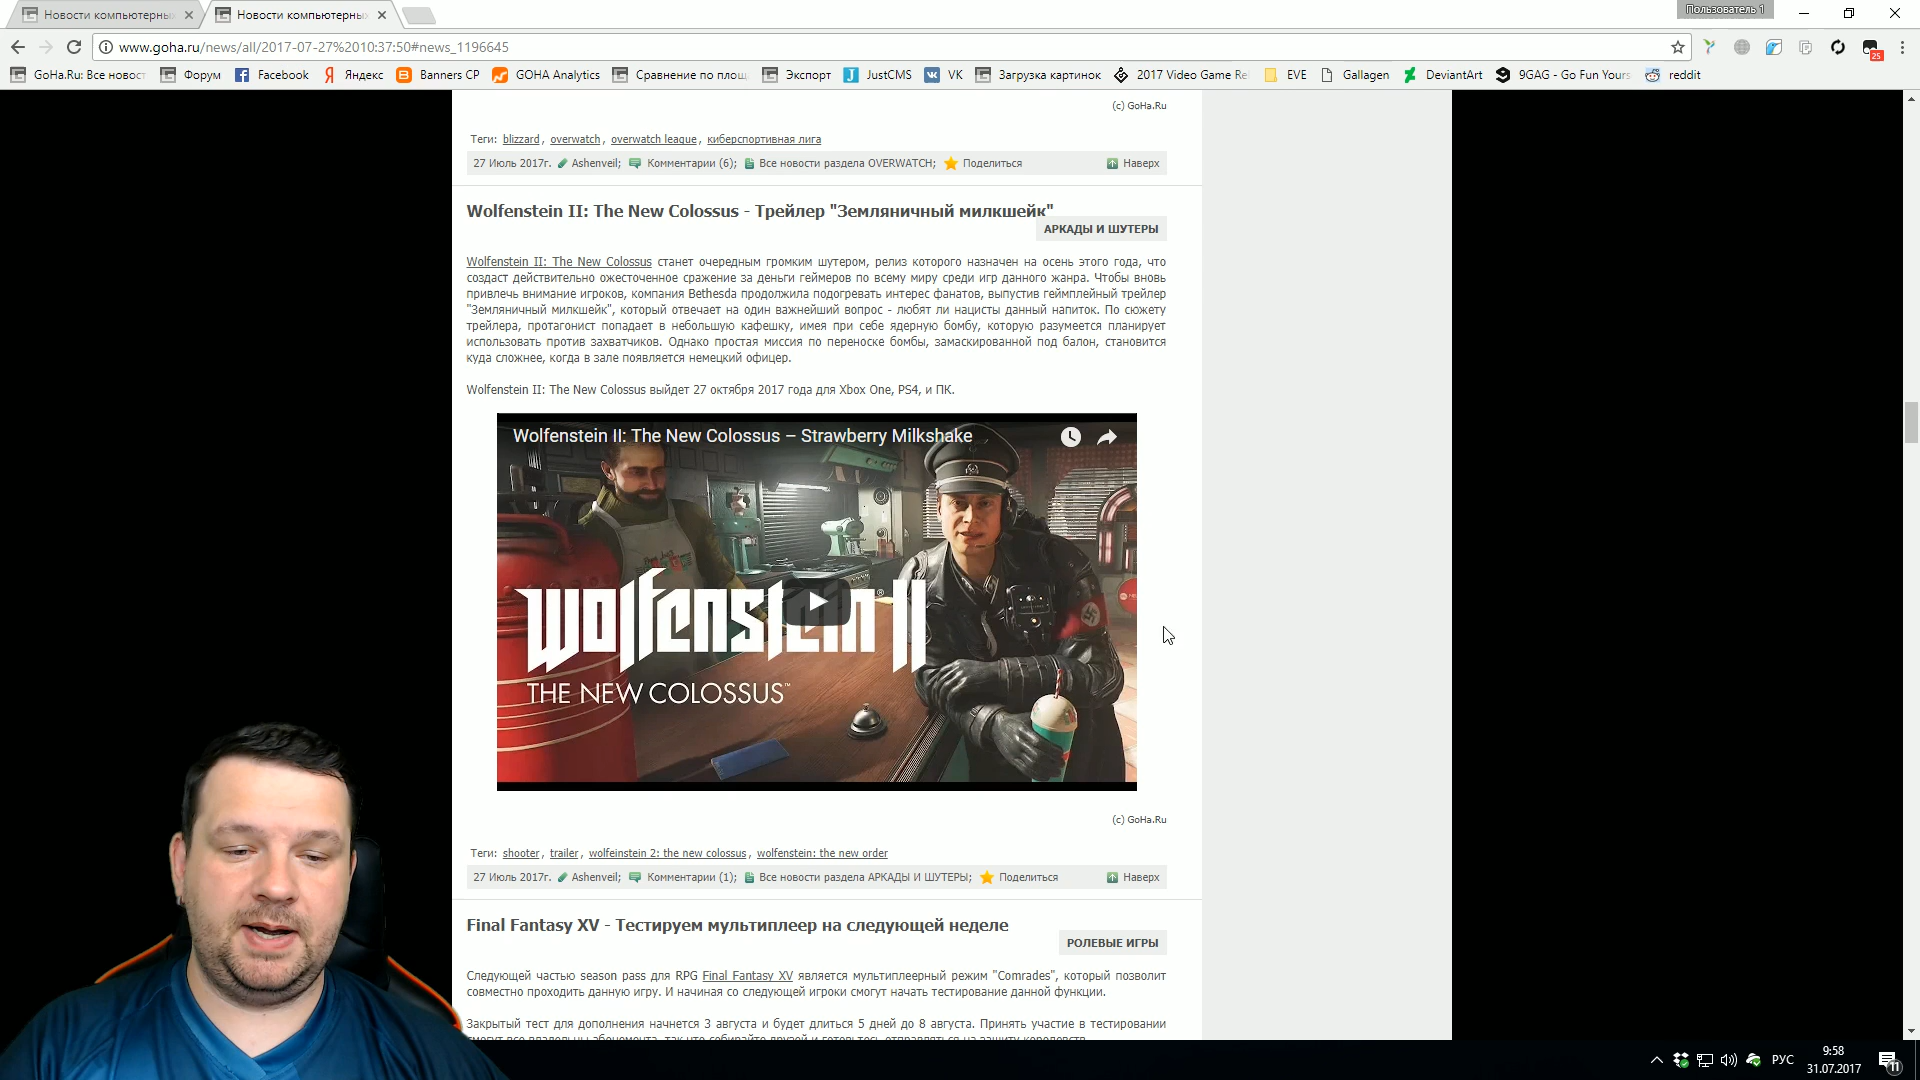 Новости компьютерных
Новости компьютерных
Пользователь 1
www.goha.ru/news/all/2017-07-27%2010:37:50#news_1196645
25
GoHa.Ru: Все новост
Форум
Facebook
Яндекс
Banners CP
GOHA Analytics
Сравнение по площ
Экспорт
JustCMS
VK
Загрузка картинок
2017 Video Game Rel
EVE
Gallagen
DeviantArt
9GAG - Go Fun Yours
reddit
(c) GoHa.Ru
Теги: blizzard, overwatch, overwatch league, киберспортивная лига
27 Июль 2017г. Ashenveil; Комментарии (6); Все новости раздела OVERWATCH; Поделиться Наверх
Wolfenstein II: The New Colossus - Трейлер "Земляничный милкшейк"
АРКАДЫ И ШУТЕРЫ
Wolfenstein II: The New Colossus станет очередным громким шутером, релиз которого назначен на осень этого года, что
создаст действительно ожесточенное сражение за деньги геймеров по всему миру среди игр данного жанра. Чтобы вновь
привлечь внимание игроков, компания Bethesda продолжила подогревать интерес фанатов, выпустив геймплейный трейлер
"Земляничный милкшейк", который отвечает на один важнейший вопрос - любят ли нацисты данный напиток. По сюжету
трейлера, протагонист попадает в небольшую кафешку, имея при себе ядерную бомбу, которую разумеется планирует
использовать против захватчиков. Однако простая миссия по переноске бомбы, замаскированной под балон, становится
куда сложнее, когда в зале появляется немецкий офицер.
Wolfenstein II: The New Colossus выйдет 27 октября 2017 года для Xbox One, PS4, и ПК.
Wolfenstein II: The New Colossus – Strawberry Milkshake
Wolfenstein II
THE NEW COLOSSUS™
(c) GoHa.Ru
Теги: shooter, trailer, wolfeinstein 2: the new colossus, wolfenstein: the new order
27 Июль 2017г. Ashenveil; Комментарии (1); Все новости раздела АРКАДЫ И ШУТЕРЫ; Поделиться Наверх
Final Fantasy XV - Тестируем мультиплеер на следующей неделе
РОЛЕВЫЕ ИГРЫ
Следующей частью season pass для RPG Final Fantasy XV является мультиплеерный режим "Comrades", который позволит
совместно проходить данную игру. И начиная со следующей игроки смогут начать тестирование данной функции.
Закрытый тест для дополнения начнется 3 августа и будет длиться 5 дней до 8 августа. Принять участие в тестировании
РУС
9:58
31.07.2017
11